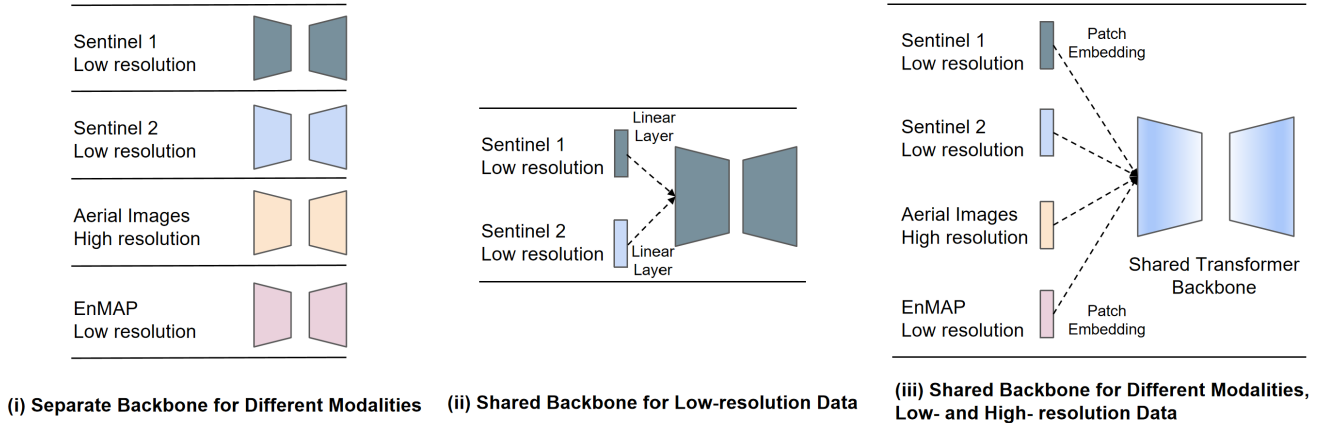 Sentinel 1
Low resolution
Sentinel 2
Low resolution
Aerial Images
High resolution
EnMAP
Low resolution
(i) Separate Backbone for Different Modalities
Linear
Layer
Sentinel 1
Low resolution
Sentinel 2
Low resolution
Linear
Layer
(ii) Shared Backbone for Low-resolution Data
Sentinel 1
Low resolution
Patch
Embedding
Sentinel 2
Low resolution
Aerial Images
High resolution
Shared Transformer
Backbone
EnMAP
Low resolution
Patch
Embedding
(iii) Shared Backbone for Different Modalities,
Low- and High- resolution Data